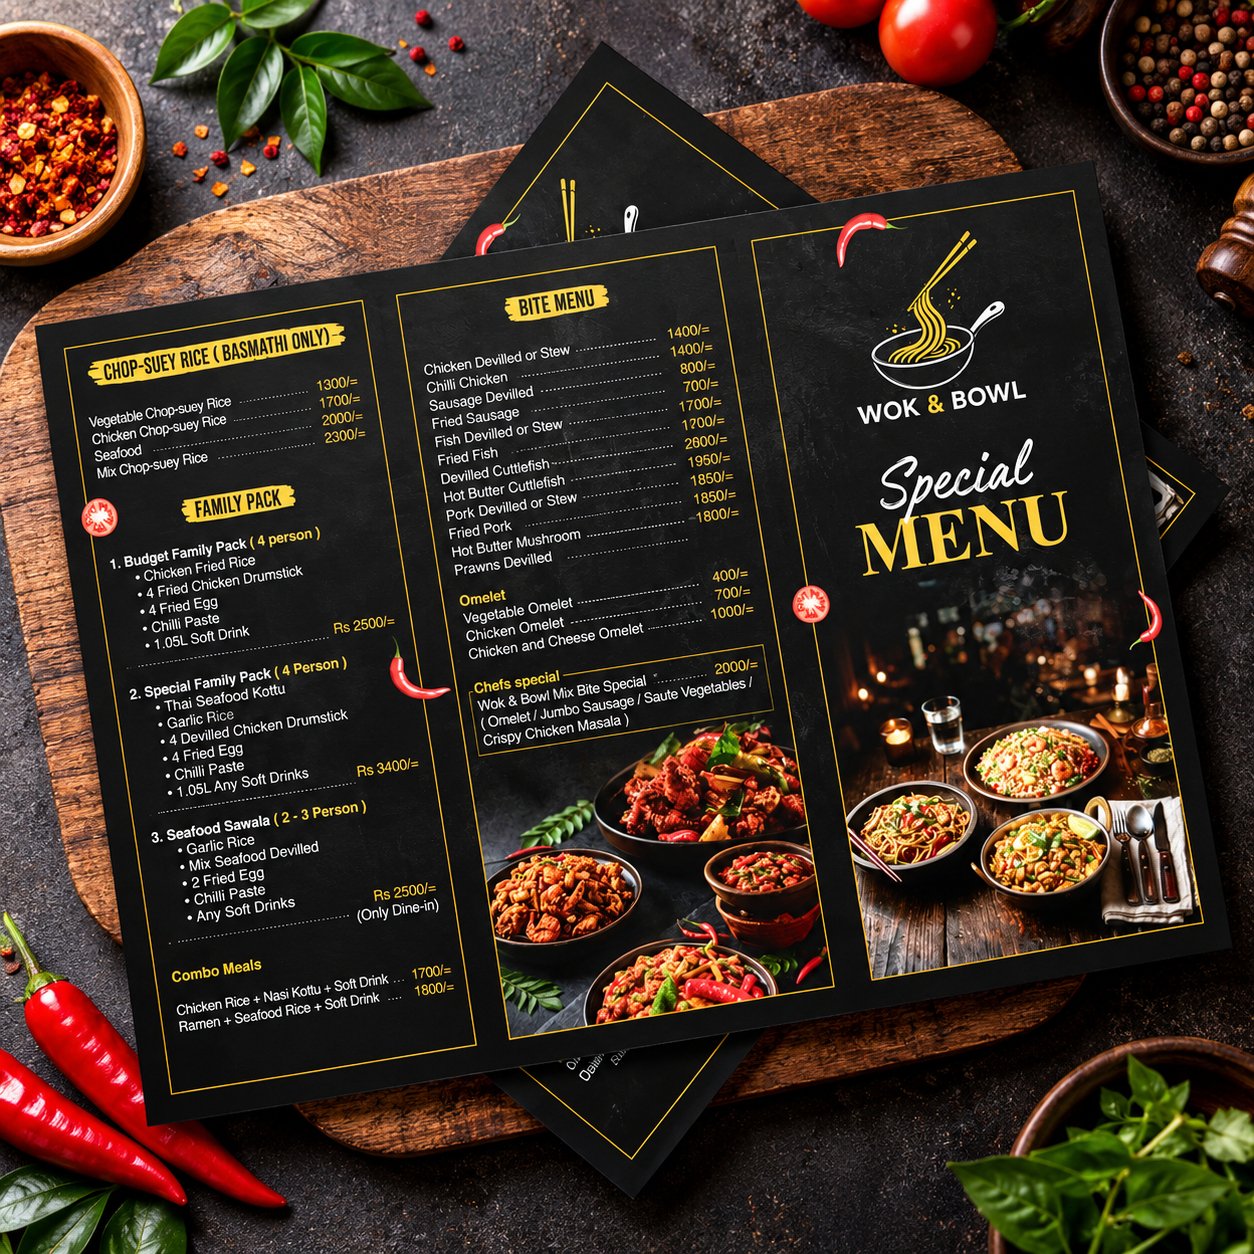 CHOP-SUEY RICE ( BASMATHI ONLY)
Vegetable Chop-suey Rice ........ 1300/=
Chicken Chop-suey Rice ........ 1700/=
Seafood ........ 2000/=
Mix Chop-suey Rice ........ 2300/=
FAMILY PACK
1. Budget Family Pack ( 4 person )
• Chicken Fried Rice
• 4 Fried Chicken Drumstick
• 4 Fried Egg
• Chilli Paste
• 1.05L Soft Drink ........ Rs 2500/=
2. Special Family Pack ( 4 Person )
• Thai Seafood Kottu
• Garlic Rice
• 4 Devilled Chicken Drumstick
• 4 Fried Egg
• Chilli Paste
• 1.05L Any Soft Drinks ........ Rs 3400/=
3. Seafood Sawala ( 2 - 3 Person )
• Garlic Rice
• Mix Seafood Devilled
• 2 Fried Egg
• Chilli Paste
• Any Soft Drinks ........ Rs 2500/=
(Only Dine-in)
Combo Meals
Chicken Rice + Nasi Kottu + Soft Drink ... 1700/=
Ramen + Seafood Rice + Soft Drink .... 1800/=
BITE MENU
Chicken Devilled or Stew ........ 1400/=
Chilli Chicken ........ 1400/=
Sausage Devilled ........ 800/=
Fried Sausage ........ 700/=
Fish Devilled or Stew ........ 1700/=
Fried Fish ........ 1700/=
Devilled Cuttlefish ........ 2800/=
Hot Butter Cuttlefish ........ 1950/=
Pork Devilled or Stew ........ 1850/=
Fried Pork ........ 1850/=
Hot Butter Mushroom ........ 1800/=
Prawns Devilled ........
Omelet
Vegetable Omelet ........ 400/=
Chicken Omelet ........ 700/=
Chicken and Cheese Omelet ........ 1000/=
Chefs special
Wok & Bowl Mix Bite Special ........ 2000/=
( Omelet / Jumbo Sausage / Saute Vegetables /
Crispy Chicken Masala )
WOK & BOWL
Special
MENU